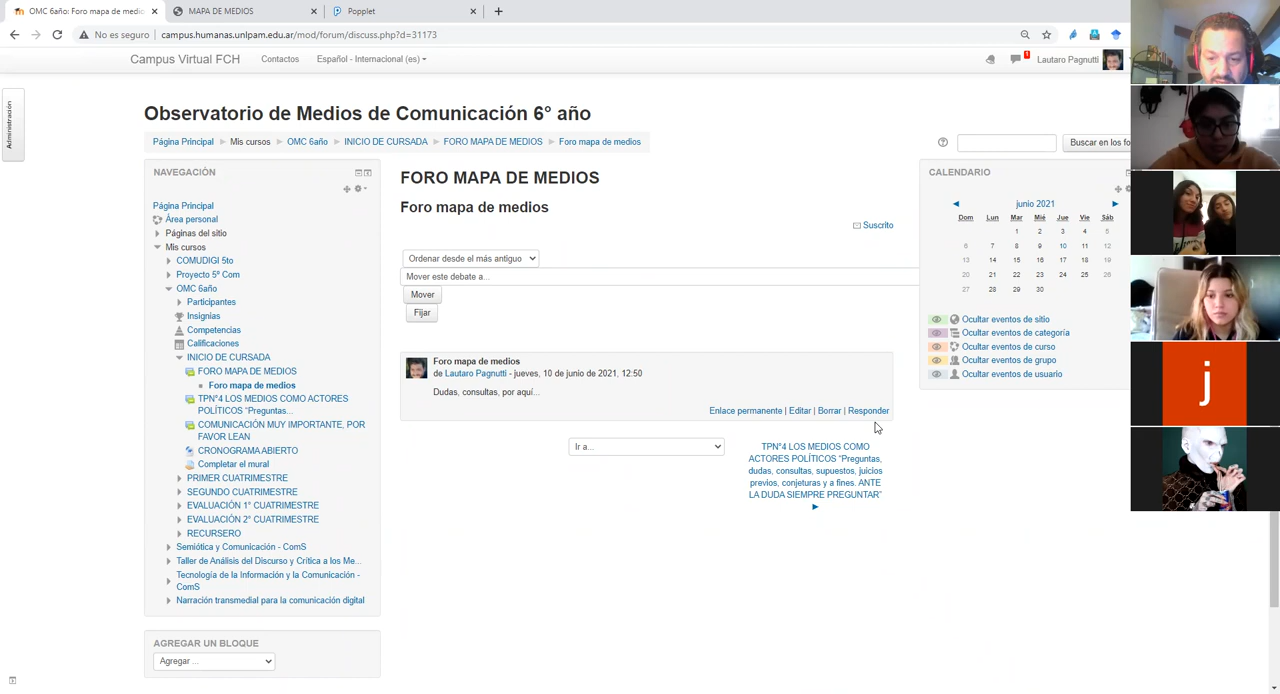 OMC 6año: Foro mapa de medio
MAPA DE MEDIOS
Popplet
No es seguro
campus.humanas.unlpam.edu.ar/mod/forum/discuss.php?d=31173
Campus Virtual FCH
Contactos
Español - Internacional (es)
1
Lautaro Pagnutti
Administración
Observatorio de Medios de Comunicación 6° año
Página Principal
Mis cursos
OMC 6año
INICIO DE CURSADA
FORO MAPA DE MEDIOS
Foro mapa de medios
Buscar en los fo
NAVEGACIÓN
Página Principal
Área personal
Páginas del sitio
Mis cursos
COMUDIGI 5to
Proyecto 5º Com
OMC 6año
Participantes
Insignias
Competencias
Calificaciones
INICIO DE CURSADA
FORO MAPA DE MEDIOS
Foro mapa de medios
TPN°4 LOS MEDIOS COMO ACTORES
POLÍTICOS "Preguntas...
COMUNICACIÓN MUY IMPORTANTE, POR
FAVOR LEAN
CRONOGRAMA ABIERTO
Completar el mural
PRIMER CUATRIMESTRE
SEGUNDO CUATRIMESTRE
EVALUACIÓN 1° CUATRIMESTRE
EVALUACIÓN 2° CUATRIMESTRE
RECURSERO
Semiótica y Comunicación - ComS
Taller de Análisis del Discurso y Crítica a los Me...
Tecnología de la Información y la Comunicación -
ComS
Narración transmedial para la comunicación digital
AGREGAR UN BLOQUE
Agregar ...
FORO MAPA DE MEDIOS
Foro mapa de medios
Suscrito
Ordenar desde el más antiguo
Mover este debate a...
Mover
Fijar
Foro mapa de medios
de Lautaro Pagnutti - jueves, 10 de junio de 2021, 12:50
Dudas, consultas, por aquí...
Enlace permanente | Editar | Borrar | Responder
Ir a...
TPN°4 LOS MEDIOS COMO
ACTORES POLÍTICOS "Preguntas,
dudas, consultas, supuestos, juicios
previos, conjeturas y a fines. ANTE
LA DUDA SIEMPRE PREGUNTAR"
CALENDARIO
junio 2021
Dom Lun Mar Mié Jue Vie Sáb
1 2 3 4 5
6 7 8 9 10 11 12
13 14 15 16 17 18 19
20 21 22 23 24 25 26
27 28 29 30
Ocultar eventos de sitio
Ocultar eventos de categoría
Ocultar eventos de curso
Ocultar eventos de grupo
Ocultar eventos de usuario
j